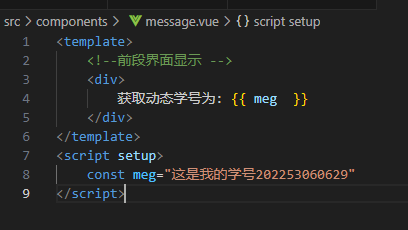 src > components > message.vue > script setup
1 <template>
2 <!--前段界面显示 -->
3 <div>
4 获取动态学号为: {{ meg  }}
5 </div>
6 </template>
7 <script setup>
8 const meg="这是我的学号202253060629"
9 </script>